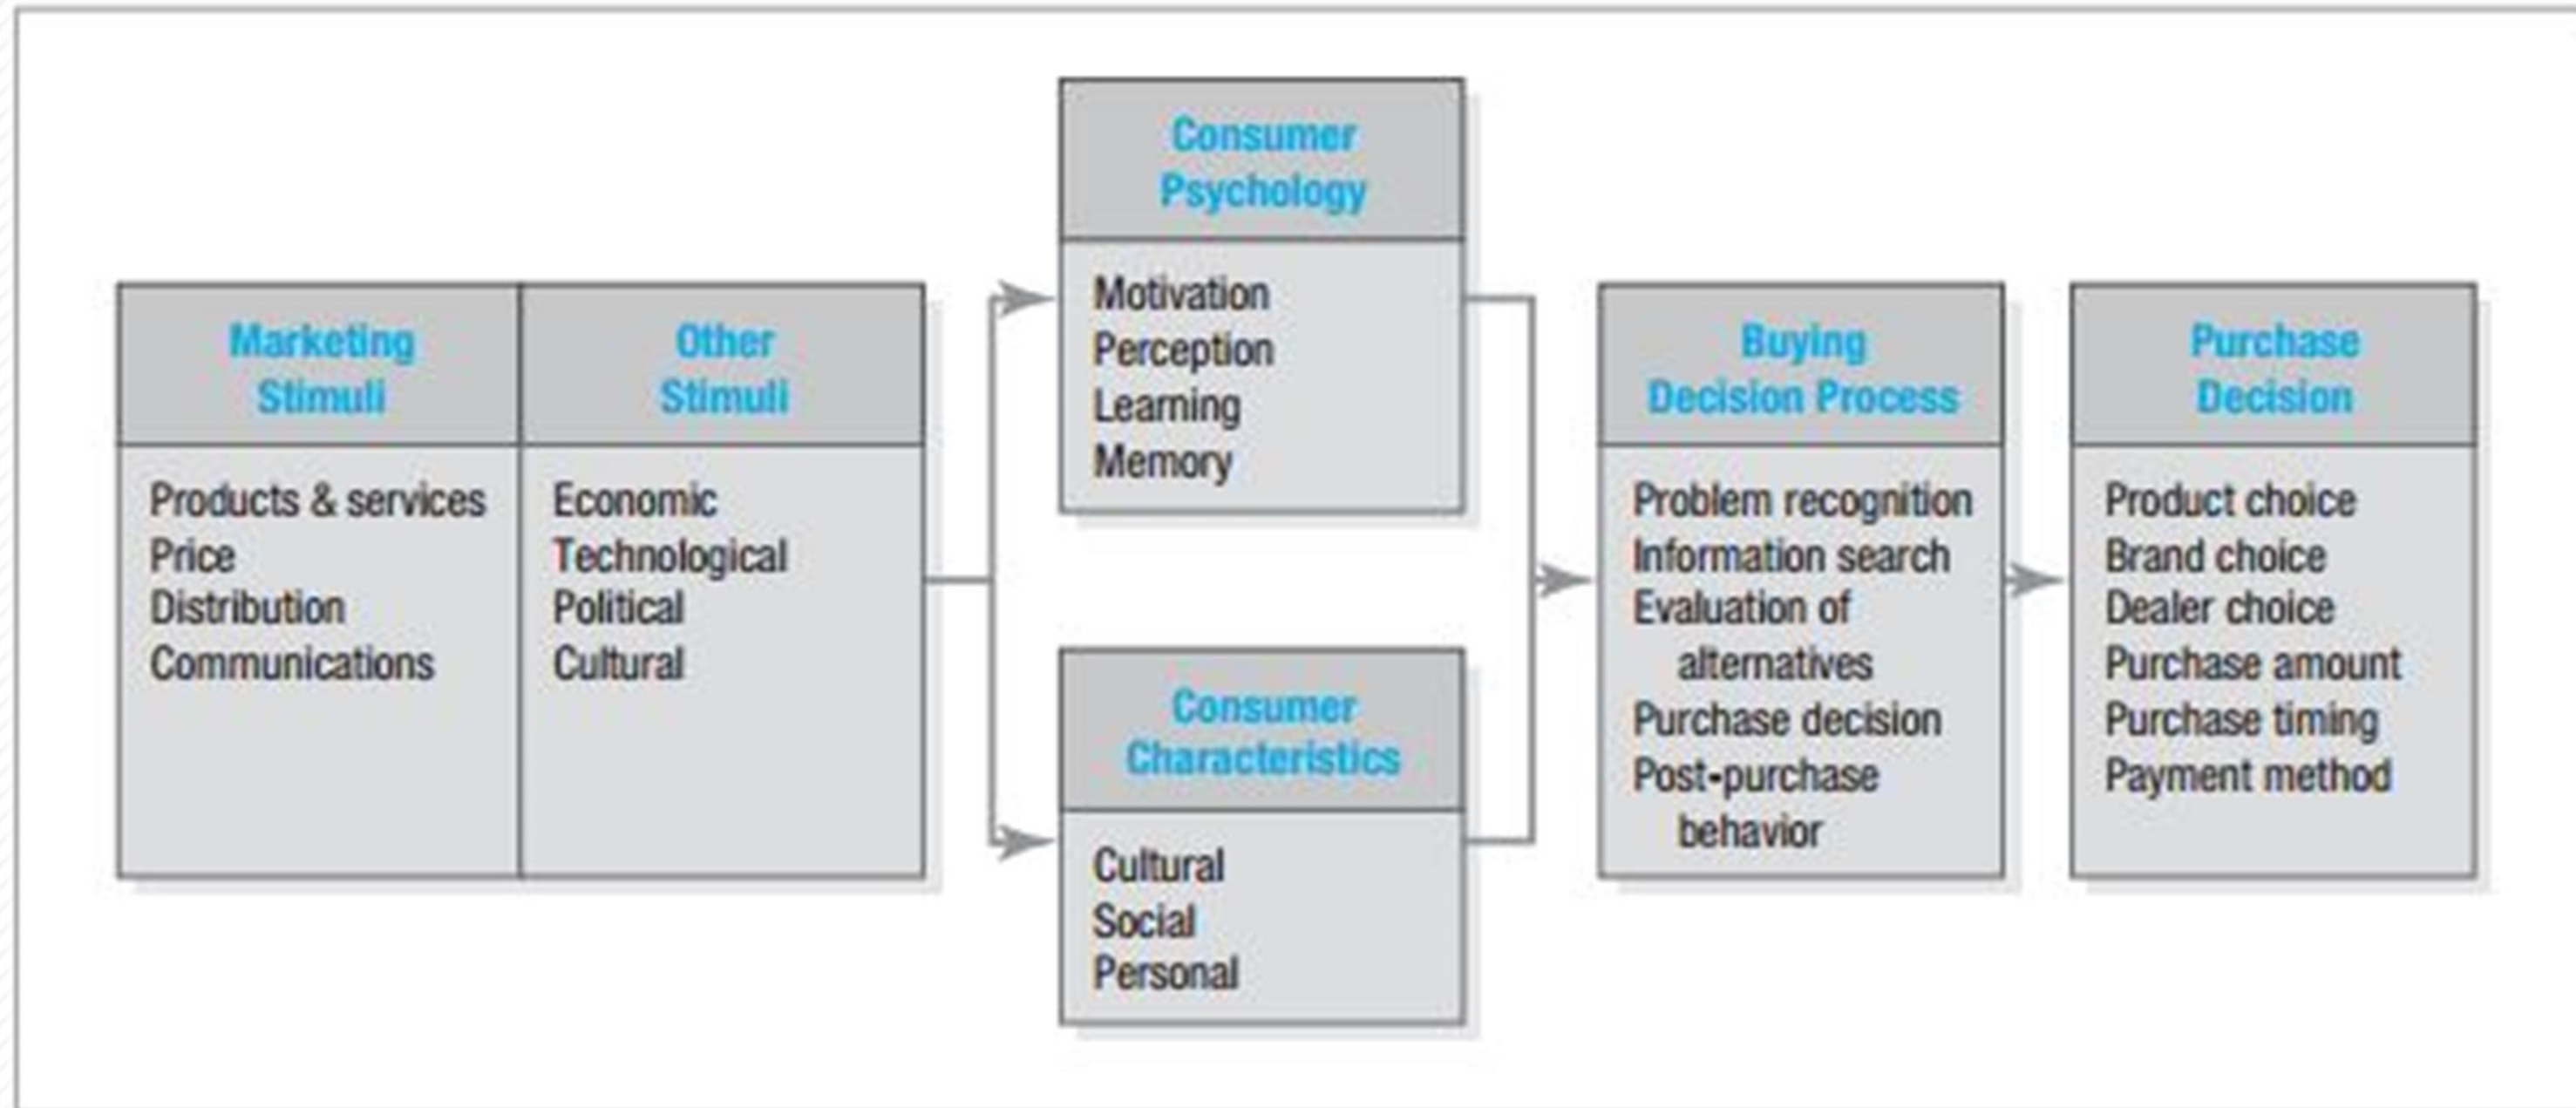 Marketing
Stimuli
Products & services
Price
Distribution
Communications
Other
Stimuli
Economic
Technological
Political
Cultural
Consumer
Psychology
Motivation
Perception
Learning
Memory
Consumer
Characteristics
Cultural
Social
Personal
Buying
Decision Process
Problem recognition
Information search
Evaluation of
alternatives
Purchase decision
Post-purchase
behavior
Purchase
Decision
Product choice
Brand choice
Dealer choice
Purchase amount
Purchase timing
Payment method